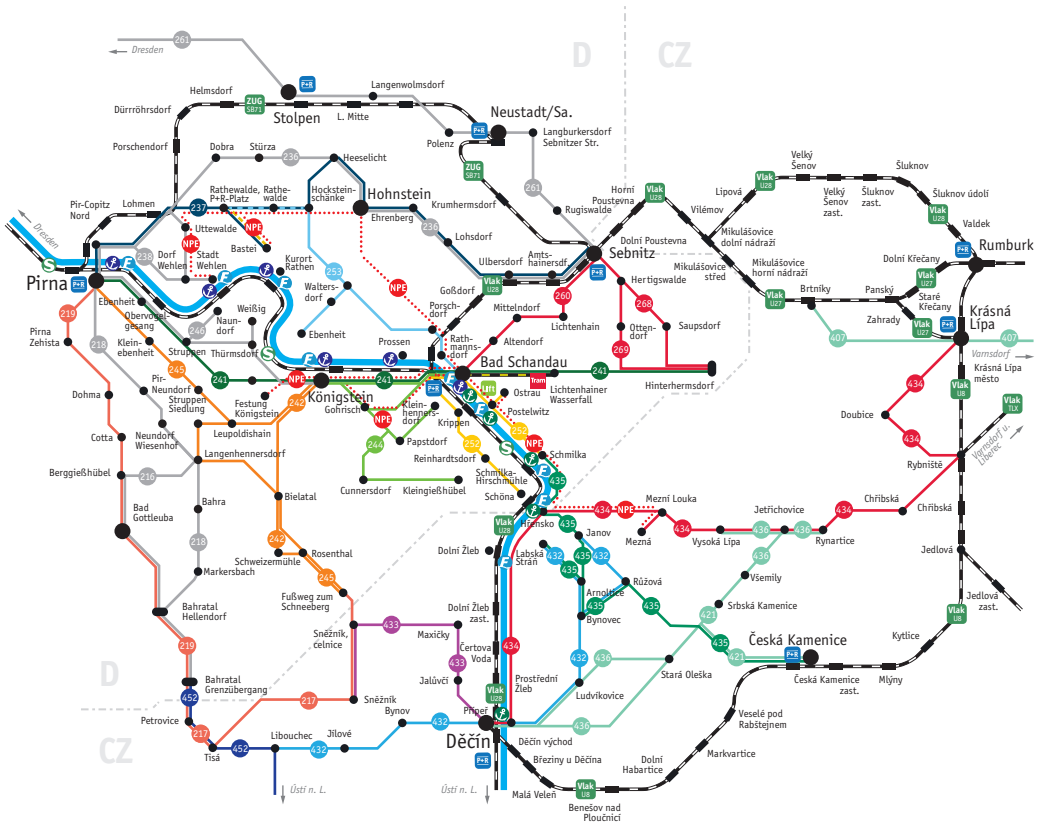 261
Dresden
D
CZ
Helmsdorf
P+R
Langenwolmsdorf
ZUG
SB71
Dürrröhrsdorf
Stolpen
L. Mitte
Neustadt/Sa.
P+R
Polenz
Langburkersdorf
Sebnitzer Str.
Porschendorf
Dobra
Stürza
236
Heeselicht
ZUG
SB71
Krumhermsdorf
261
Rugiswalde
Horní
Poustevna
Vlak
U28
Lipová
Vilémov
Velký
Šenov
Vlak
U28
Velký
Šenov
zast.
Šluknov
zast.
Šluknov
Šluknov údolí
Vlak
U28
Valdek
P+R
Rumburk
Pir-Copitz
Nord
Lohmen
237
Rathewalde,
P+R-Platz
Rathe-
walde
Hockstein-
schänke
Hohnstein
Ehrenberg
236
Lohsdorf
Uttewalde
NPE
NPE
Bastei
Dresden
S
F
Pirna
P+R
238
Dorf
Wehlen
Stadt
Wehlen
F
F
Kurort
Rathen
253
Walters-
dorf
NPE
Ulbersdorf
Amts-
hainersdf.
Sebnitz
P+R
Dolní Poustevna
Mikulášovice
dolní nádraží
Mikulášovice
střed
Mikulášovice
horní nádraží
Vlak
U27
Brtníky
Panský
Dolní Křečany
Vlak
U27
Staré
Křečany
Zahrady
Vlak
U27
P+R
Krásná
Lípa
407
407
Varnsdorf
Goßdorf
Vlak
U28
Mittelndorf
260
Hertigswalde
268
Lichtenhain
Otten-
dorf
Saupsdorf
269
Altendorf
Porsch-
dorf
Rath-
manns-
dorf
219
Ebenheit
Obervogel-
gesang
Weißig
246
Naun-
dorf
F
Ebenheit
Prossen
Pirna
Zehista
218
Klein-
ebenheit
Struppen
Thürmsdorf
S
F
F
Bad Schandau
245
241
NPE
241
241
Hinterhermsdorf
Königstein
P+R
Lift
Tram
Ostrau
Lichtenhainer
Wasserfall
Krásná Lípa
město
Vlak
U8
434
Vlak
TLX
Varnsdorf u.
Liberec
Dohma
Pir-
Neundorf
Struppen
Siedlung
242
Festung
Königstein
Gohrisch
NPE
Klein-
henners-
dorf
Krippen
Postelwitz
252
NPE
Doubice
434
Rybniště
Cotta
Neundorf
Wiesenhof
Leupoldishain
244
Papstdorf
252
Reinhardtsdorf
S
F
Schmilka
Berggießhübel
216
Langenhennersdorf
Cunnersdorf
Kleingießhübel
Schmilka-
Hirschmühle
Schöna
435
F
Bad
Gottleuba
Bahra
Bielatal
Vlak
U28
Hřensko
434
NPE
Mezní Louka
Mezná
434
Vysoká Lípa
Jetřichovice
436
436
Rynartice
434
Chřibská
Chřibská
218
242
Schweizermühle
Rosenthal
245
Dolní Žleb
F
Labská
Stráň
435
Janov
432
435
432
435
Arnoltice
435
Růžová
435
Všemily
Jedlová
Markersbach
Fußweg zum
Schneeberg
Bahratal
Hellendorf
Dolní Žleb
zast.
Bynovec
421
Srbská Kamenice
Jedlová
zast.
Vlak
U8
219
Sněžník,
celnice
433
Maxičky
Čertova
Voda
434
435
421
Česká Kamenice
P+R
Kytlice
D
Bahratal
Grenzübergang
433
Jalůvčí
432
436
Stará Oleška
Česká Kamenice
zast.
Mlýny
452
217
Sněžník
Vlak
U28
Prostřední
Žleb
Ludvíkovice
Petrovice
217
Bynov
432
Přípeř
436
Veselé pod
Rabštejnem
CZ
Tisá
452
Libouchec
432
Jílové
Děčín
P+R
Děčín východ
Březiny u Děčína
Markvartice
Dolní
Habartice
Ústí n. L.
Ústí n. L.
Malá Veleň
Vlak
U8
Benešov nad
Ploučnicí